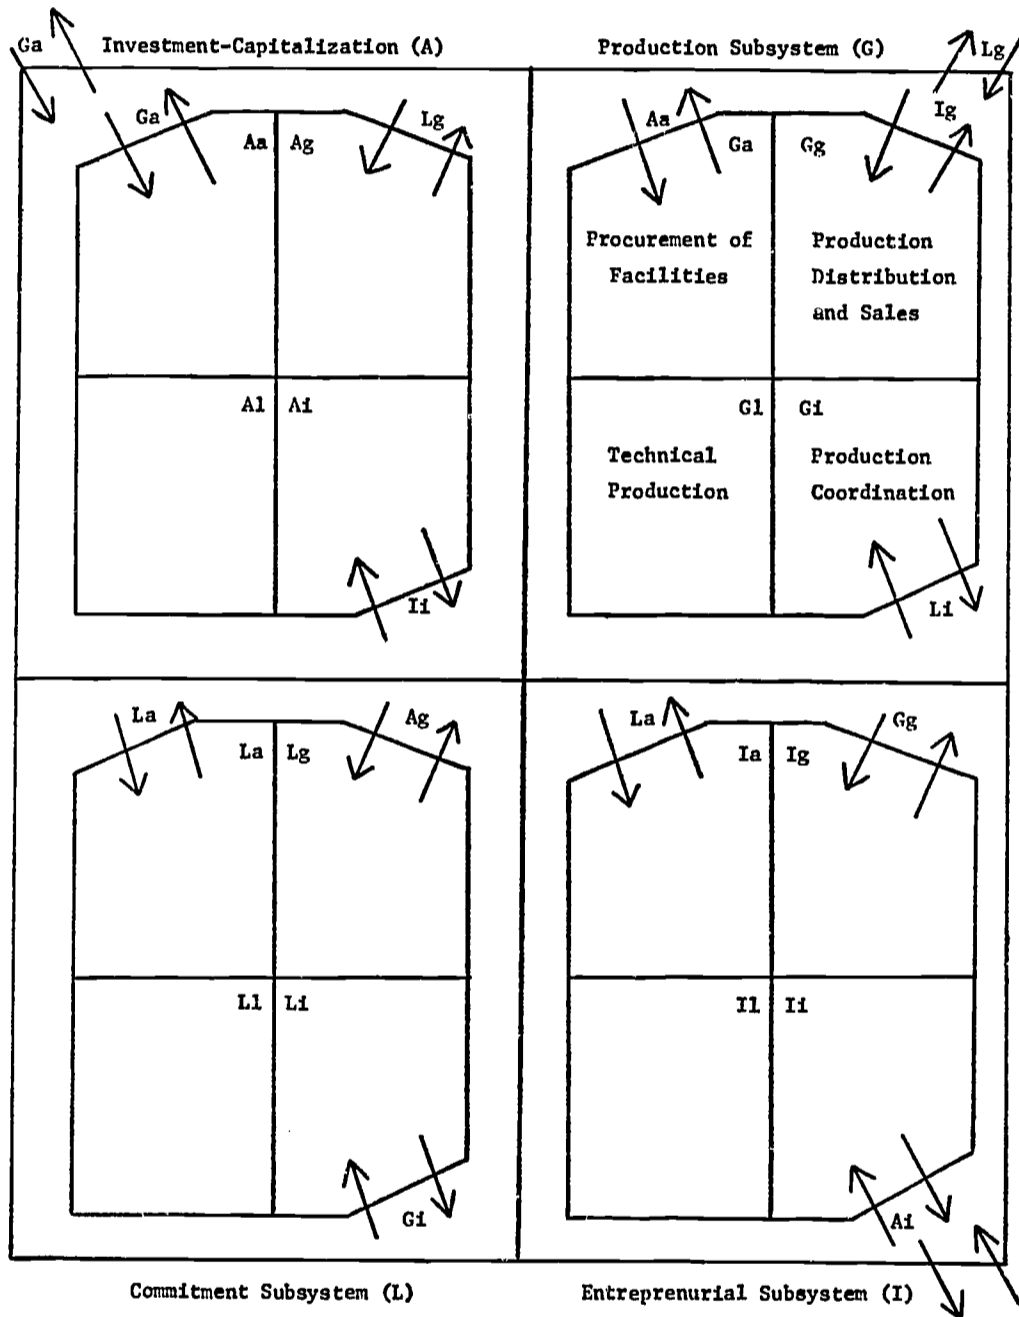 Ga
Investment-Capitalization (A)
Production Subsystem (G)
Lg
Ga
Aa
Ag
Lg
Aa
Ga
Gg
Ig
Procurement of
Facilities
Production
Distribution
and Sales
Al
Ai
Gl
Gi
Technical
Production
Production
Coordination
Ii
Li
La
La
Lg
Ag
La
Ia
Ig
Gg
Ll
Li
Il
Ii
Gi
Ai
Commitment Subsystem (L)
Entreprenurial Subsystem (I)